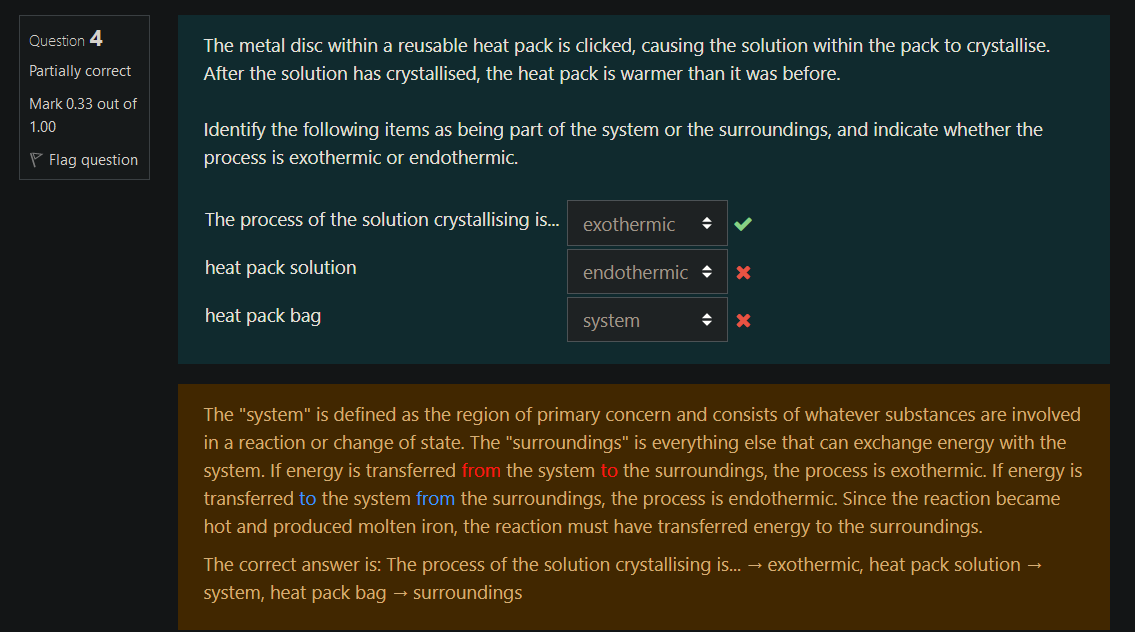 Question 4
Partially correct
Mark 0.33 out of
1.00
Flag question
The metal disc within a reusable heat pack is clicked, causing the solution within the pack to crystallise.
After the solution has crystallised, the heat pack is warmer than it was before.
Identify the following items as being part of the system or the surroundings, and indicate whether the
process is exothermic or endothermic.
The process of the solution crystallising is... exothermic
heat pack solution endothermic
heat pack bag system
The "system" is defined as the region of primary concern and consists of whatever substances are involved
in a reaction or change of state. The "surroundings" is everything else that can exchange energy with the
system. If energy is transferred from the system to the surroundings, the process is exothermic. If energy is
transferred to the system from the surroundings, the process is endothermic. Since the reaction became
hot and produced molten iron, the reaction must have transferred energy to the surroundings.
The correct answer is: The process of the solution crystallising is... → exothermic, heat pack solution →
system, heat pack bag → surroundings